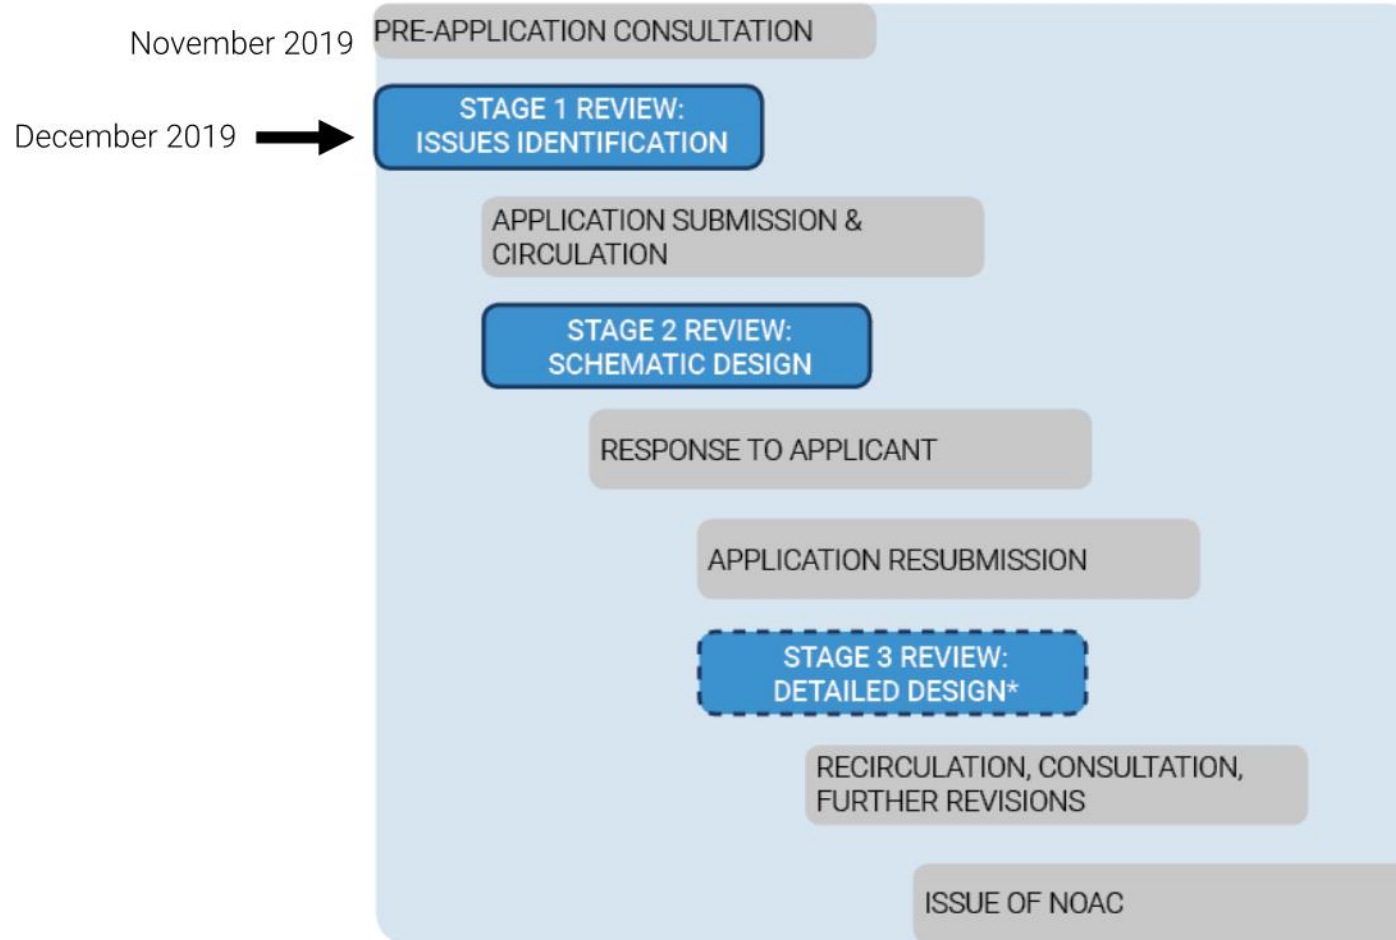 November 2019
PRE-APPLICATION CONSULTATION
December 2019
STAGE 1 REVIEW:
ISSUES IDENTIFICATION
APPLICATION SUBMISSION &
CIRCULATION
STAGE 2 REVIEW:
SCHEMATIC DESIGN
RESPONSE TO APPLICANT
APPLICATION RESUBMISSION
STAGE 3 REVIEW:
DETAILED DESIGN*
RECIRCULATION, CONSULTATION,
FURTHER REVISIONS
ISSUE OF NOAC